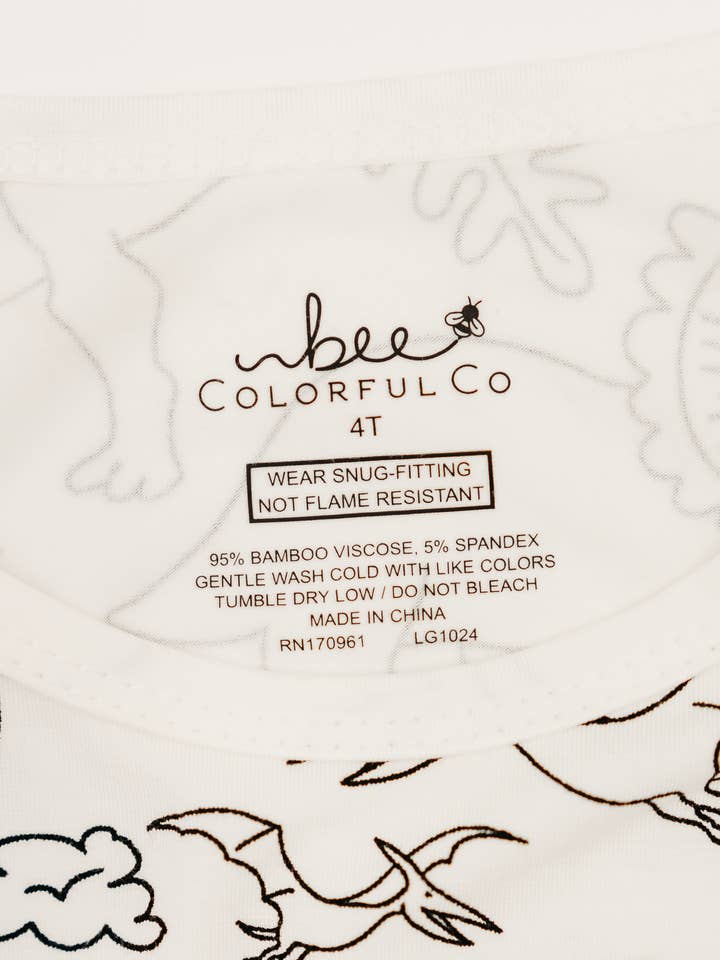 bee
COLORFUL CO
4T
WEAR SNUG-FITTING
NOT FLAME RESISTANT
95% BAMBOO VISCOSE, 5% SPANDEX
GENTLE WASH COLD WITH LIKE COLORS
TUMBLE DRY LOW / DO NOT BLEACH
MADE IN CHINA
RN170961 LG1024